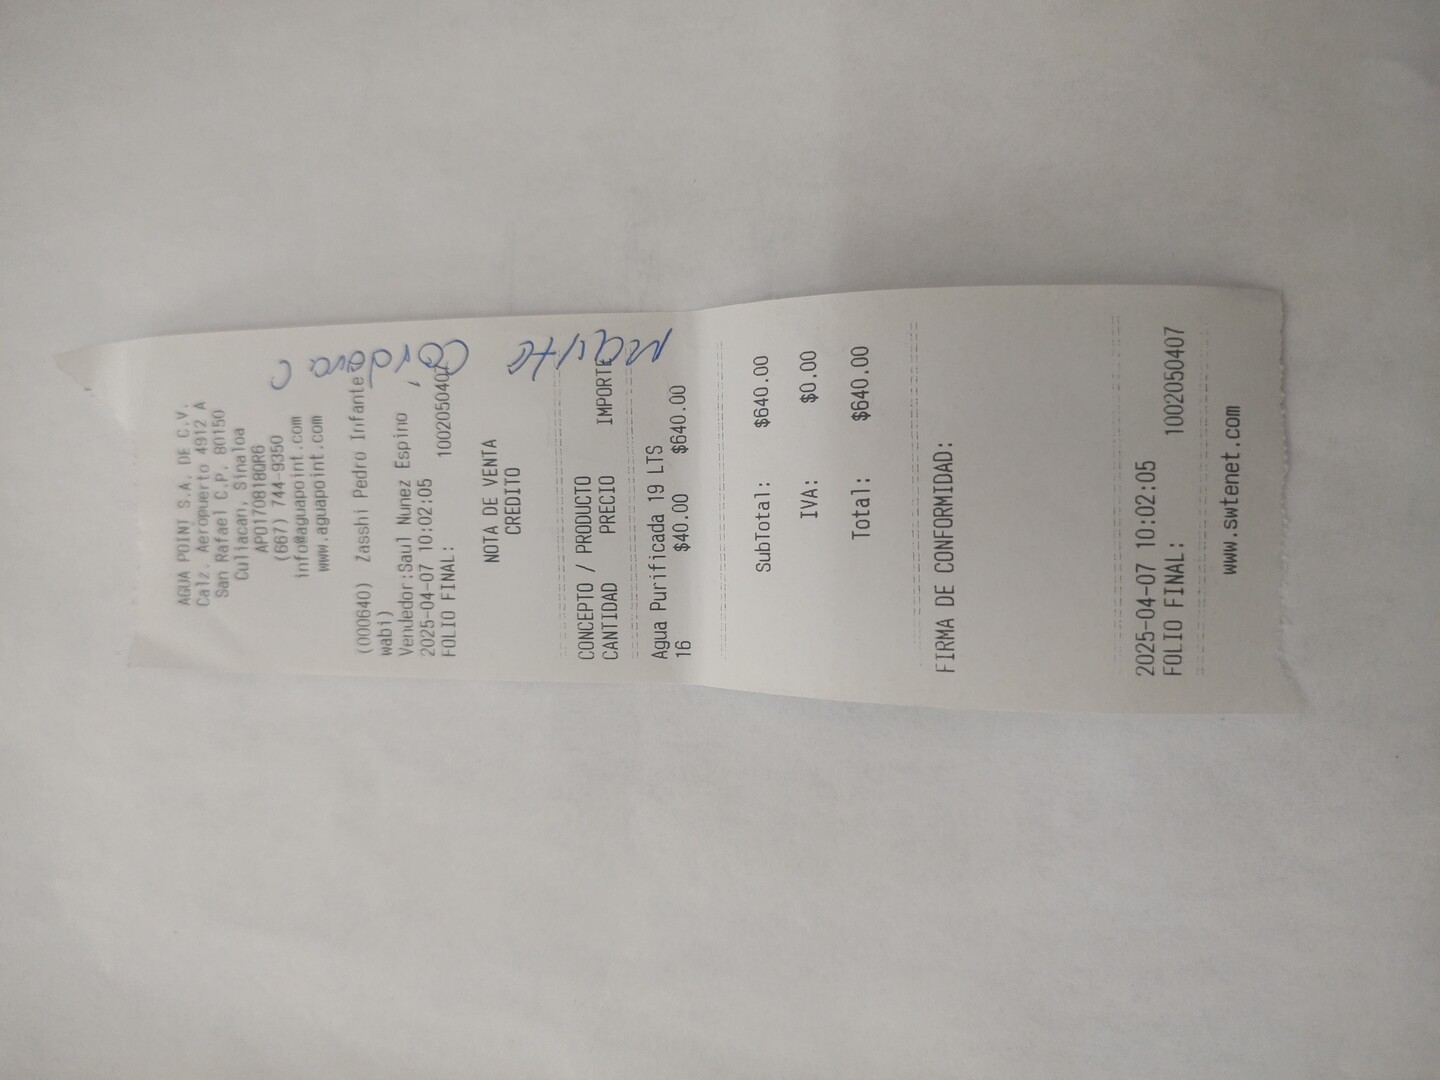 AGUA POINT S.A. DE C.V.
Calz. Aeropuerto 4912 A
San Rafael C.P. 80150
Culiacan, Sinaloa
APO170818QR6
(667) 744-9350
info@aguapoint.com
www.aguapoint.com
(000640) Zasshi Pedro Infante
wabi)
Vendedor:Saul Nunez Espino
2025-04-07 10:02:05
FOLIO FINAL: 1002050407
Cordova C
NOTA DE VENTA
CREDITO
CONCEPTO / PRODUCTO
CANTIDAD PRECIO IMPORTE
Agua Purificada 19 LTS
16 $40.00 $640.00
SubTotal: $640.00
IVA: $0.00
Total: $640.00
FIRMA DE CONFORMIDAD:
2025-04-07 10:02:05
FOLIO FINAL: 1002050407
www.swtenet.com